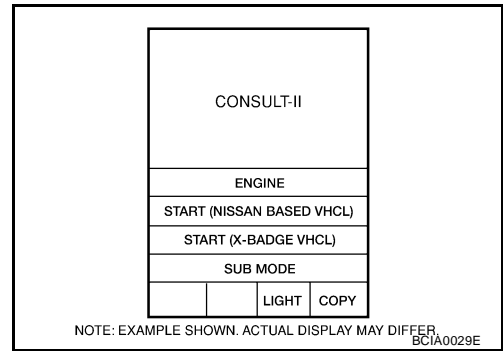 CONSULT-II
ENGINE
START (NISSAN BASED VHCL)
START (X-BADGE VHCL)
SUB MODE
LIGHT COPY
NOTE: EXAMPLE SHOWN. ACTUAL DISPLAY MAY DIFFER.
BCIA0029E